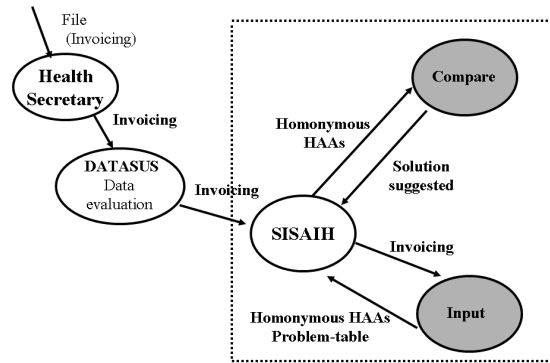 File
(Invoicing)
Health
Secretary
Invoicing
DATASUS
Data
evaluation
Invoicing
Compare
Homonymous
HAAs
Solution
suggested
SISAIH
Invoicing
Input
Homonymous HAAs
Problem-table